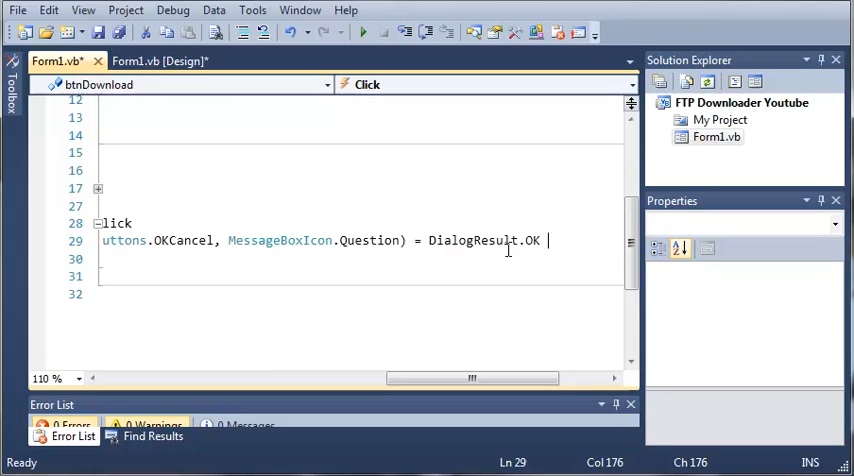 File Edit View Project Debug Data Tools Window Help
Form1.vb* Form1.vb [Design]*
Toolbox
btnDownload Click
12
13
14
15
16
17
27
28 lick
29 uttons.OKCancel, MessageBoxIcon.Question) = DialogResult.OK
30
31
32
110 %
Solution Explorer
FTP Downloader Youtube
My Project
Form1.vb
Properties
Error List
0 Errors 0 Warnings 0 Messages
Error List Find Results
Ready Ln 29 Col 176 Ch 176 INS